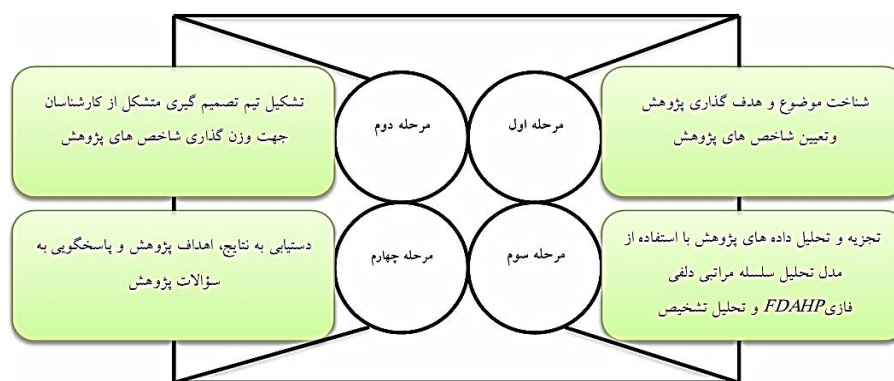 شناخت موضوع و هدف گذاری پژوهش
وتعیین شاخص های پژوهش
مرحله اول
مرحله دوم
تشکیل تیم تصمیم گیری متشکل از کارشناسان
جهت وزن گذاری شاخص های پژوهش
تجزیه و تحلیل داده های پژوهش با استفاده از
مدل تحلیل سلسله مراتبی دلفی
فازیFDAHP و تحلیل تشخیص
مرحله سوم
مرحله چهارم
دستیابی به نتایج، اهداف پژوهش و پاسخگویی به
سؤالات پژوهش